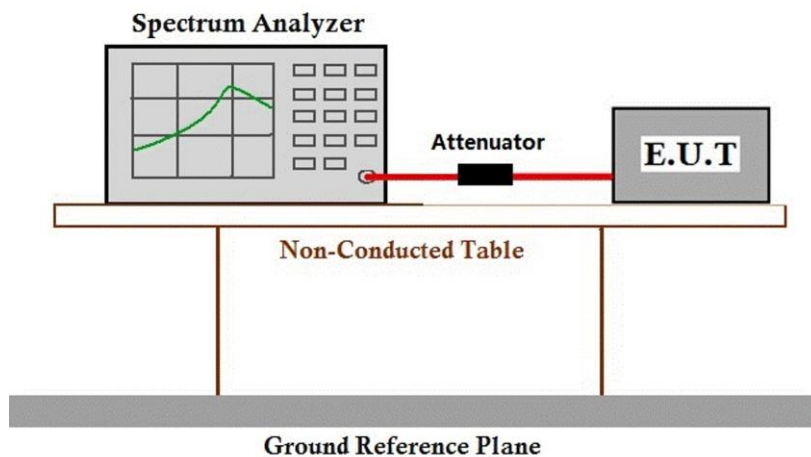 Spectrum Analyzer
Attenuator
E.U.T
Non-Conducted Table
Ground Reference Plane